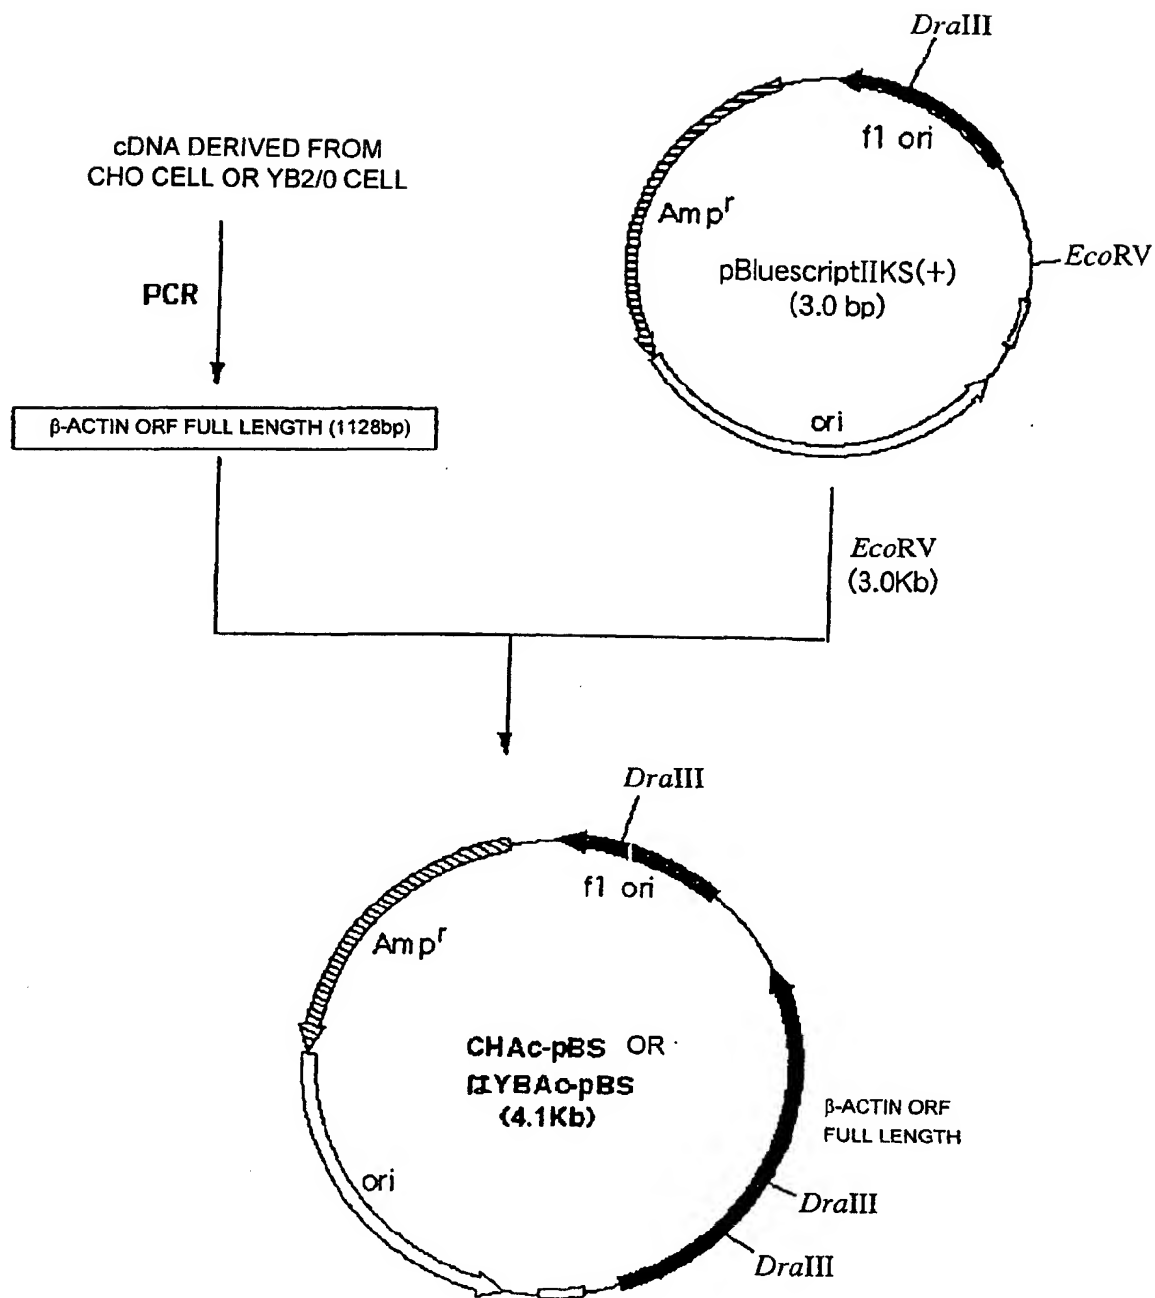 DraIII
f1 ori
cDNA DERIVED FROM
CHO CELL OR YB2/0 CELL
Ampʳ
EcoRV
pBluescriptIIKS(+)
(3.0 bp)
PCR
β-ACTIN ORF FULL LENGTH (1128bp)
ori
EcoRV
(3.0Kb)
DraIII
f1 ori
Ampʳ
CHAc-pBS OR
YBAc-pBS
(4.1Kb)
β-ACTIN ORF
FULL LENGTH
ori
DraIII
DraIII